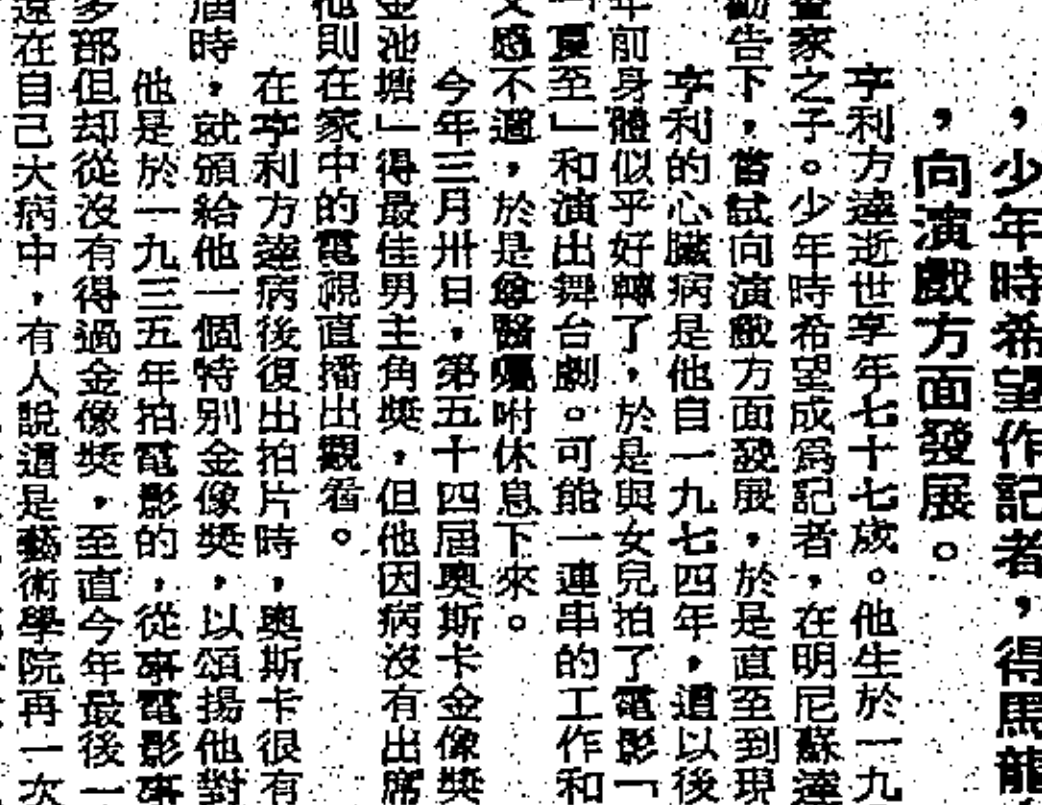 ，少年時希望作記者，得馬龍
，向演戲方面發展。
亨利方達逝世享年七十七歲。他生於一九
畫家之子。少年時希望成爲記者，在明尼蘇達
勸告下，嘗試向演戲方面發展，於是直至到現
亨利的心臟病是他自一九七四年，這以後
年前身體似乎好轉了，於是與女兒拍了電影「
「夏至」和演出舞台劇。可能一連串的工作和
又感不適，於是遵醫囑咐休息下來。
今年三月卅日，第五十四屆奧斯卡金像獎
金池塘」得最佳男主角獎，但他因病沒有出席
他則在家中的電視直播出觀看。
在亨利方達病後復出拍片時，奧斯卡很有
屆時，就頒給他一個特別金像獎，以頌揚他對
他是於一九三五年拍電影的，從事電影事
多部但却從沒有得過金像獎，至直今年最後一
遠在自己大病中，有人說這是藝術學院再一次